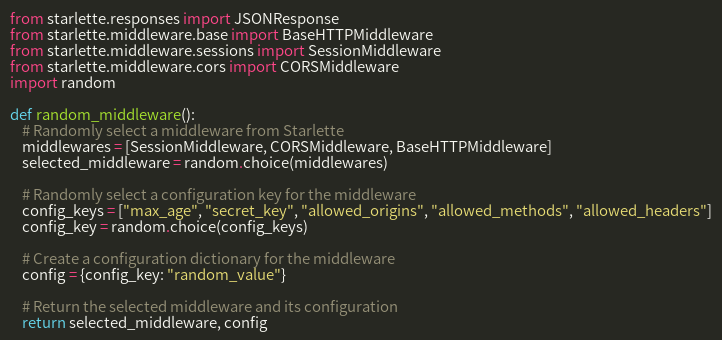 from starlette.responses import JSONResponse
from starlette.middleware.base import BaseHTTPMiddleware
from starlette.middleware.sessions import SessionMiddleware
from starlette.middleware.cors import CORSMiddleware
import random

def random_middleware():
    # Randomly select a middleware from Starlette
    middlewares = [SessionMiddleware, CORSMiddleware, BaseHTTPMiddleware]
    selected_middleware = random.choice(middlewares)

    # Randomly select a configuration key for the middleware
    config_keys = ["max_age", "secret_key", "allowed_origins", "allowed_methods", "allowed_headers"]
    config_key = random.choice(config_keys)

    # Create a configuration dictionary for the middleware
    config = {config_key: "random_value"}

    # Return the selected middleware and its configuration
    return selected_middleware, config